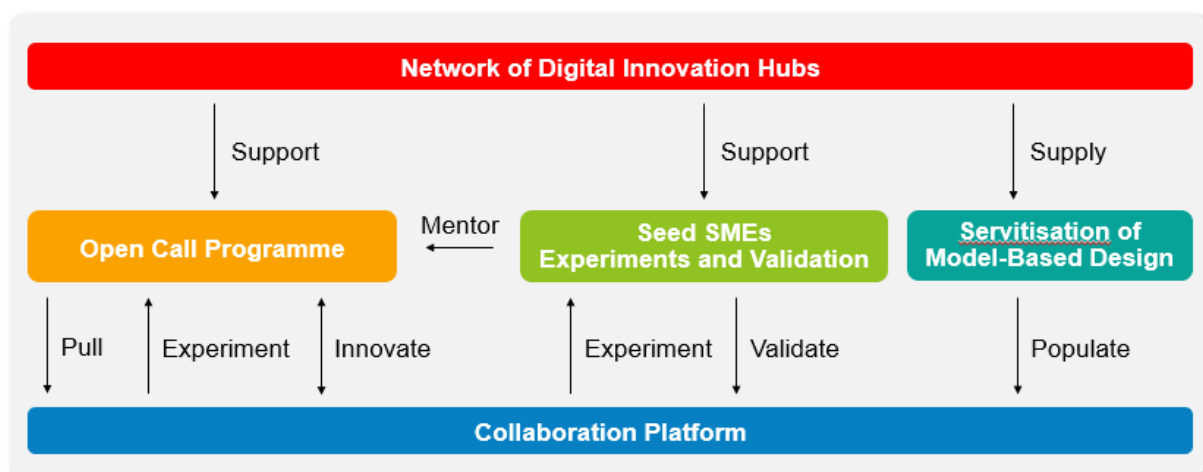 Network of Digital Innovation Hubs
Support
Support
Supply
Open Call Programme
Mentor
Seed SMEs
Experiments and Validation
Servitisation of
Model-Based Design
Pull
Experiment
Innovate
Experiment
Validate
Populate
Collaboration Platform